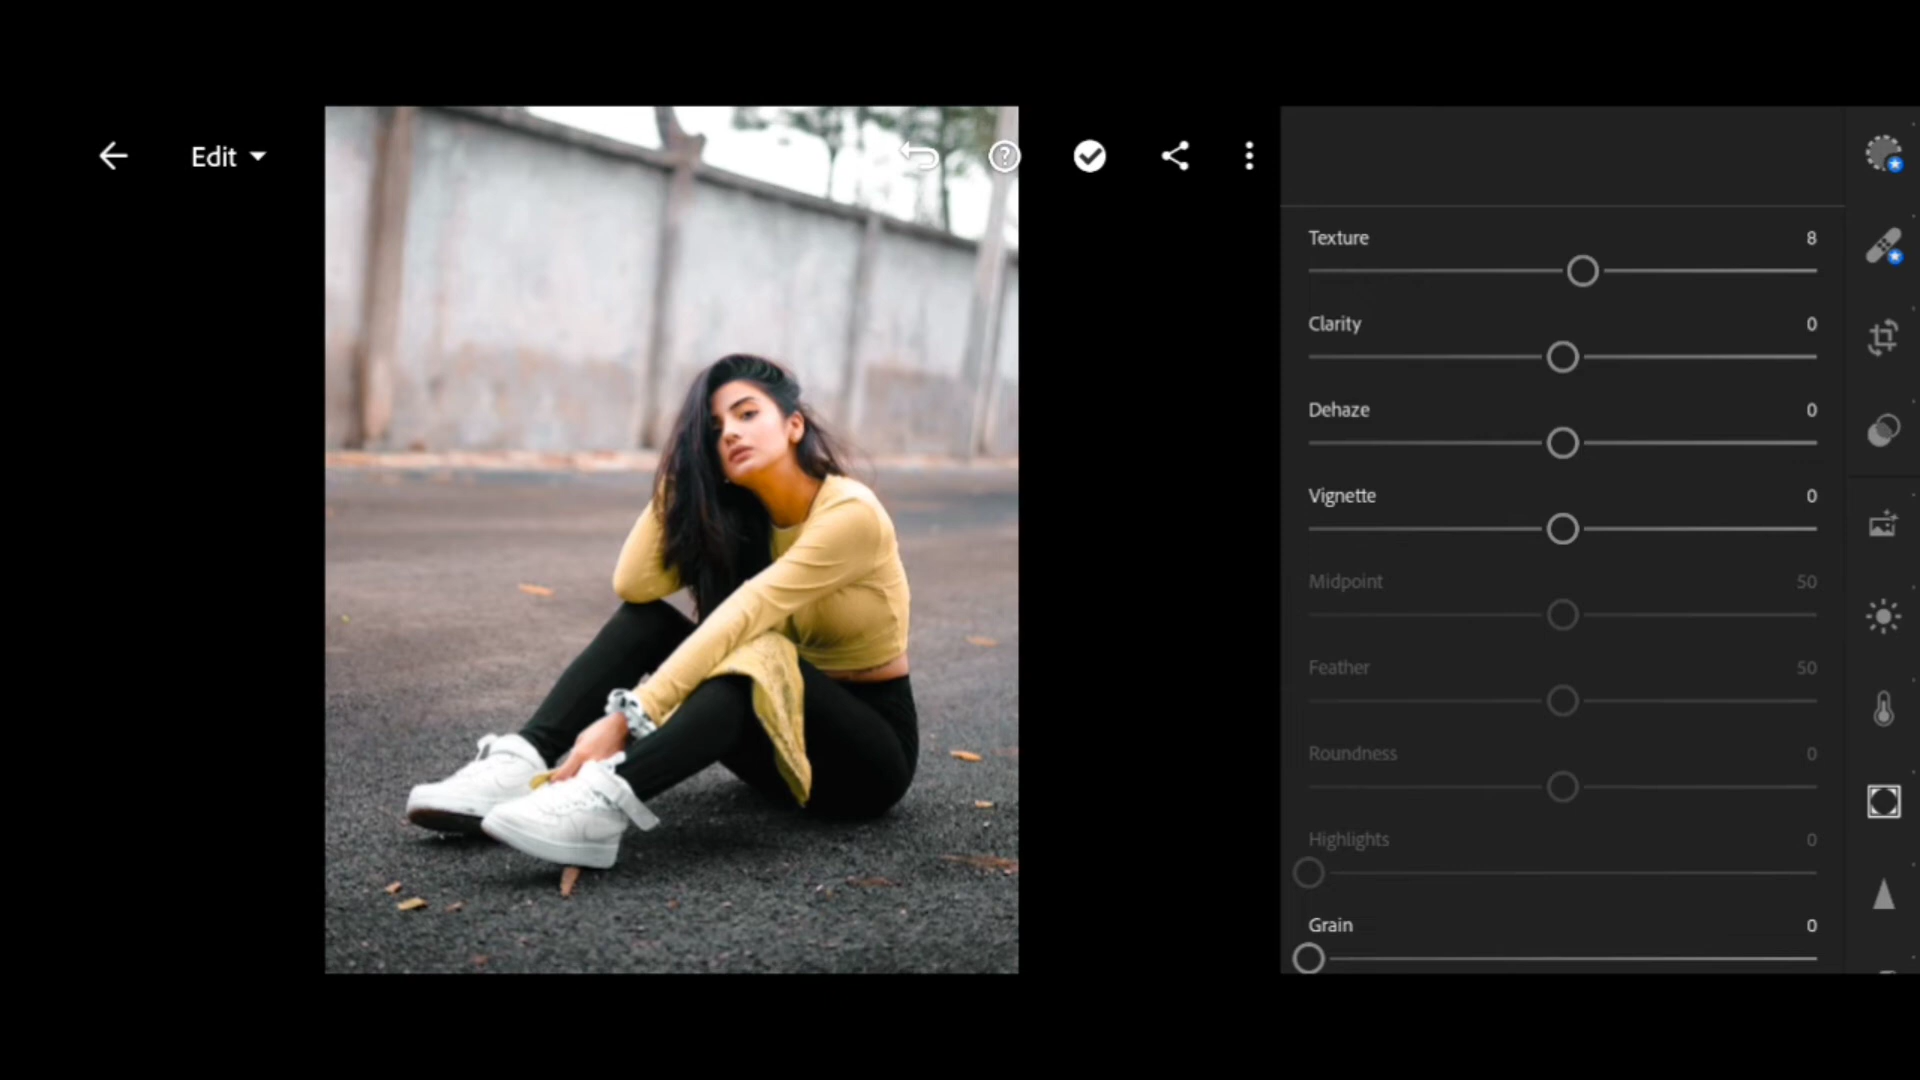 Edit
Texture 8
Clarity 0
Dehaze 0
Vignette 0
Midpoint 50
Feather 50
Roundness 0
Highlights 0
Grain 0